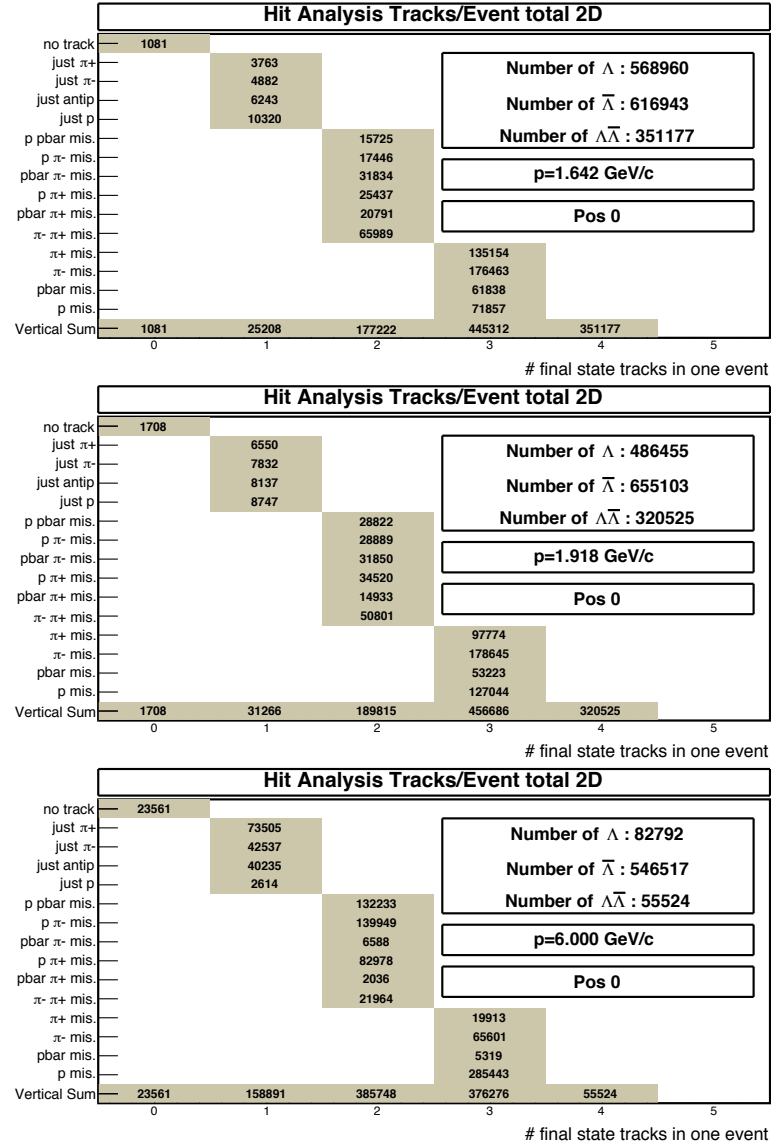 Hit Analysis Tracks/Event total 2D
no track 1081
just π+ 3763
just π- 4882
just antip 6243
just p 10320
p pbar mis. 15725
p π- mis. 17446
pbar π- mis. 31834
p π+ mis. 25437
pbar π+ mis. 20791
π- π+ mis. 65989
π+ mis. 135154
π- mis. 176463
pbar mis. 61838
p mis. 71857
Vertical Sum 1081 25208 177222 445312 351177
0 1 2 3 4 5
# final state tracks in one event
Number of Λ : 568960
Number of Λ̅ : 616943
Number of ΛΛ̅ : 351177
p=1.642 GeV/c
Pos 0
Hit Analysis Tracks/Event total 2D
no track 1708
just π+ 6550
just π- 7832
just antip 8137
just p 8747
p pbar mis. 28822
p π- mis. 28889
pbar π- mis. 31850
p π+ mis. 34520
pbar π+ mis. 14933
π- π+ mis. 50801
π+ mis. 97774
π- mis. 178645
pbar mis. 53223
p mis. 127044
Vertical Sum 1708 31266 189815 456686 320525
0 1 2 3 4 5
# final state tracks in one event
Number of Λ : 486455
Number of Λ̅ : 655103
Number of ΛΛ̅ : 320525
p=1.918 GeV/c
Pos 0
Hit Analysis Tracks/Event total 2D
no track 23561
just π+ 73505
just π- 42537
just antip 40235
just p 2614
p pbar mis. 132233
p π- mis. 139949
pbar π- mis. 6588
p π+ mis. 82978
pbar π+ mis. 2036
π- π+ mis. 21964
π+ mis. 19913
π- mis. 65601
pbar mis. 5319
p mis. 285443
Vertical Sum 23561 158891 385748 376276 55524
0 1 2 3 4 5
# final state tracks in one event
Number of Λ : 82792
Number of Λ̅ : 546517
Number of ΛΛ̅ : 55524
p=6.000 GeV/c
Pos 0